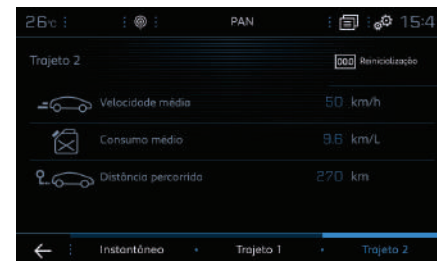 26°C PAN 15:4
Trajeto 2
000 Reinicialização
Velocidade média 50 km/h
Consumo médio 9.6 km/L
Distância percorrida 270 km
Instantâneo • Trajeto 1 • Trajeto 2